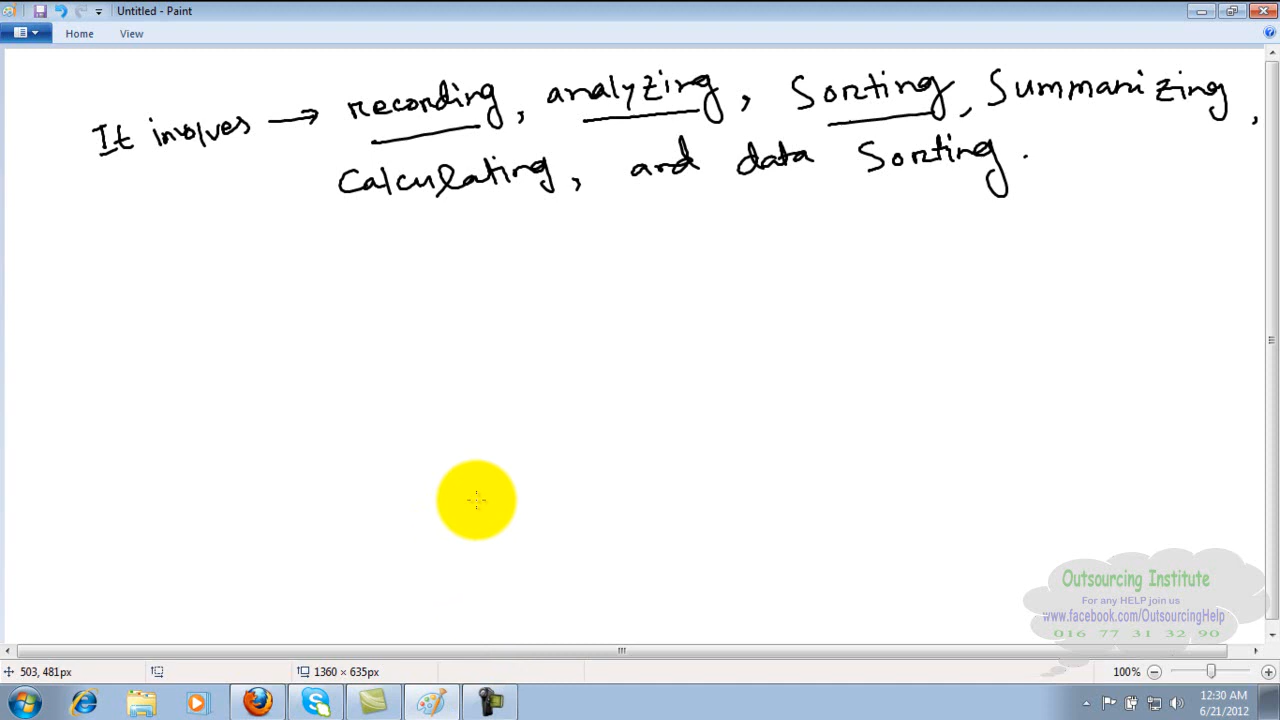 Untitled - Paint
Home View
It involves → recording, analyzing, Sorting, Summarizing,
Calculating, and data Sorting.
Outsourcing Institute
For any HELP join us
www.facebook.com/OutsourcingHelp
016 77 31 32 90
503, 481px 1360 × 635px 100%
12:30 AM
6/21/2012